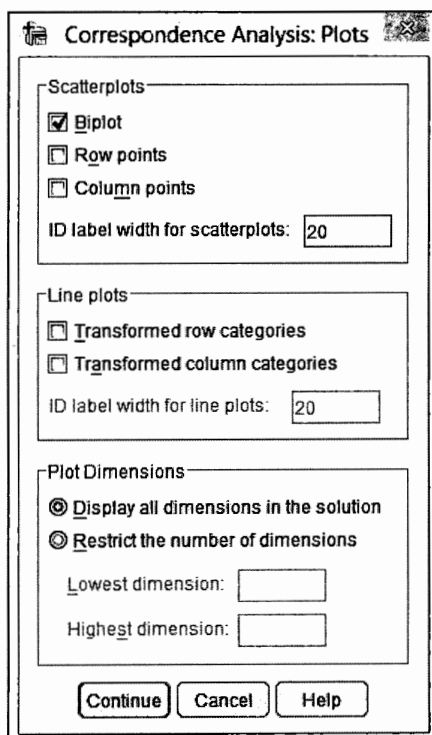 Correspondence Analysis: Plots
Scatterplots
Biplot
Row points
Column points
ID label width for scatterplots: 20
Line plots
Transformed row categories
Transformed column categories
ID label width for line plots: 20
Plot Dimensions
Display all dimensions in the solution
Restrict the number of dimensions
Lowest dimension:
Highest dimension:
Continue Cancel Help